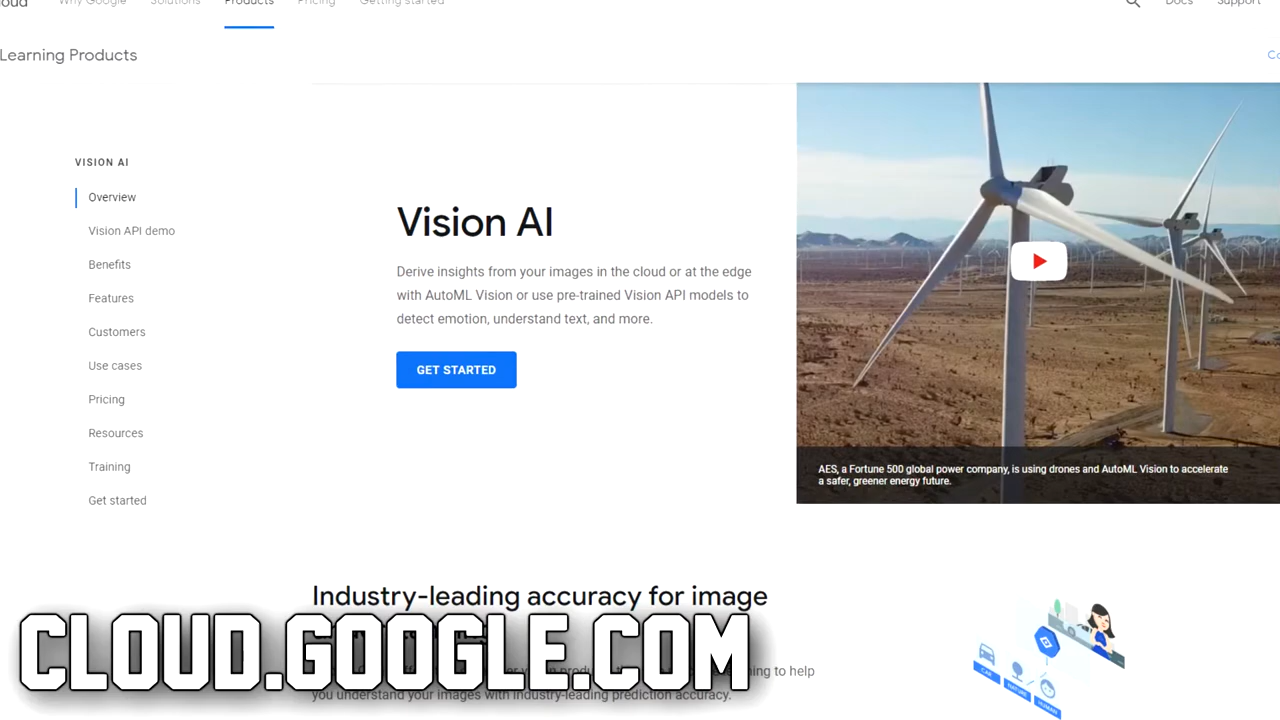 Why Google Solutions Products Pricing Getting started Docs Support
Learning Products
VISION AI
Overview
Vision API demo
Benefits
Features
Customers
Use cases
Pricing
Resources
Training
Get started
Vision AI
Derive insights from your images in the cloud or at the edge
with AutoML Vision or use pre-trained Vision API models to
detect emotion, understand text, and more.
GET STARTED
AES, a Fortune 500 global power company, is using drones and AutoML Vision to accelerate
a safer, greener energy future.
Industry-leading accuracy for image
to help
you understand your images with industry-leading prediction accuracy.
CAR
NATURE
HUMAN
CLOUD.GOOGLE.COM